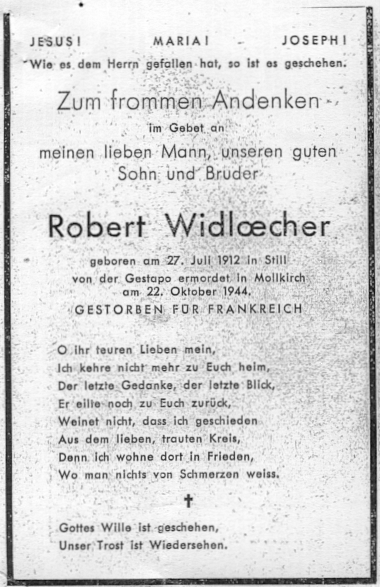 JESUS! MARIA! JOSEPH!
Wie es dem Herrn gefallen hat, so ist es geschehen.
Zum frommen Andenken
im Gebet an
meinen lieben Mann, unseren guten
Sohn und Bruder
Robert Widlœcher
geboren am 27. Juli 1912 in Still
von der Gestapo ermordet in Mollkirch
am 22. Oktober 1944.
GESTORBEN FÜR FRANKREICH
O ihr teuren Lieben mein,
Ich kehre nicht mehr zu Euch heim,
Der letzte Gedanke, der letzte Blick,
Er eilte noch zu Euch zurück,
Weinet nicht, dass ich geschieden
Aus dem lieben, trauten Kreis,
Denn ich wohne dort in Frieden,
Wo man nichts von Schmerzen weiss.
Gottes Wille ist geschehen,
Unser Trost ist Wiedersehen.